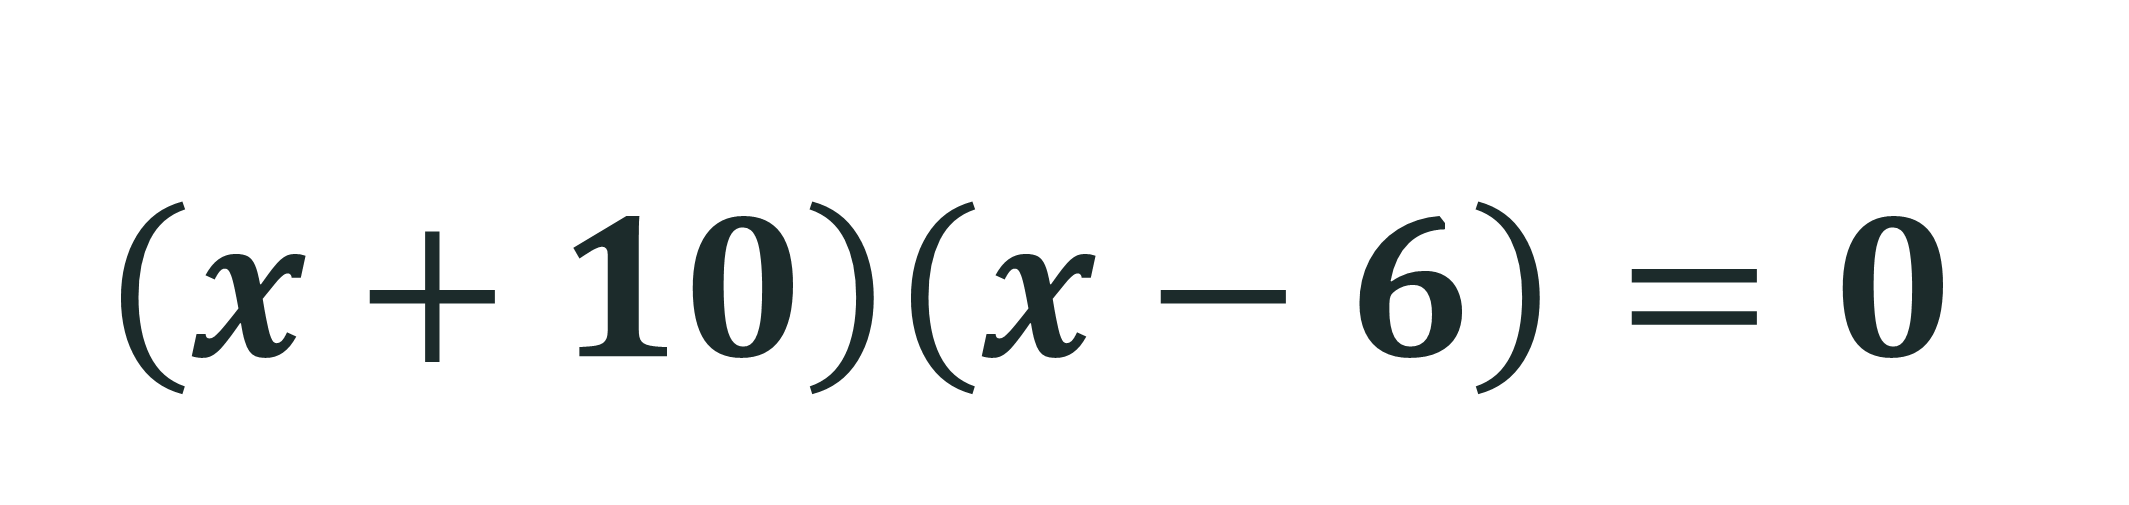 (x + 10)(x − 6) = 0